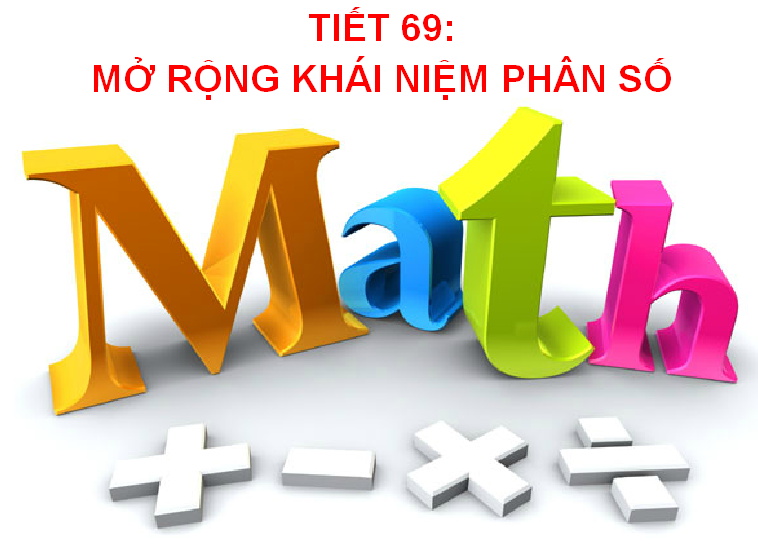 TIẾT 69:
MỞ RỘNG KHÁI NIỆM PHÂN SỐ
Math
+ - × ÷